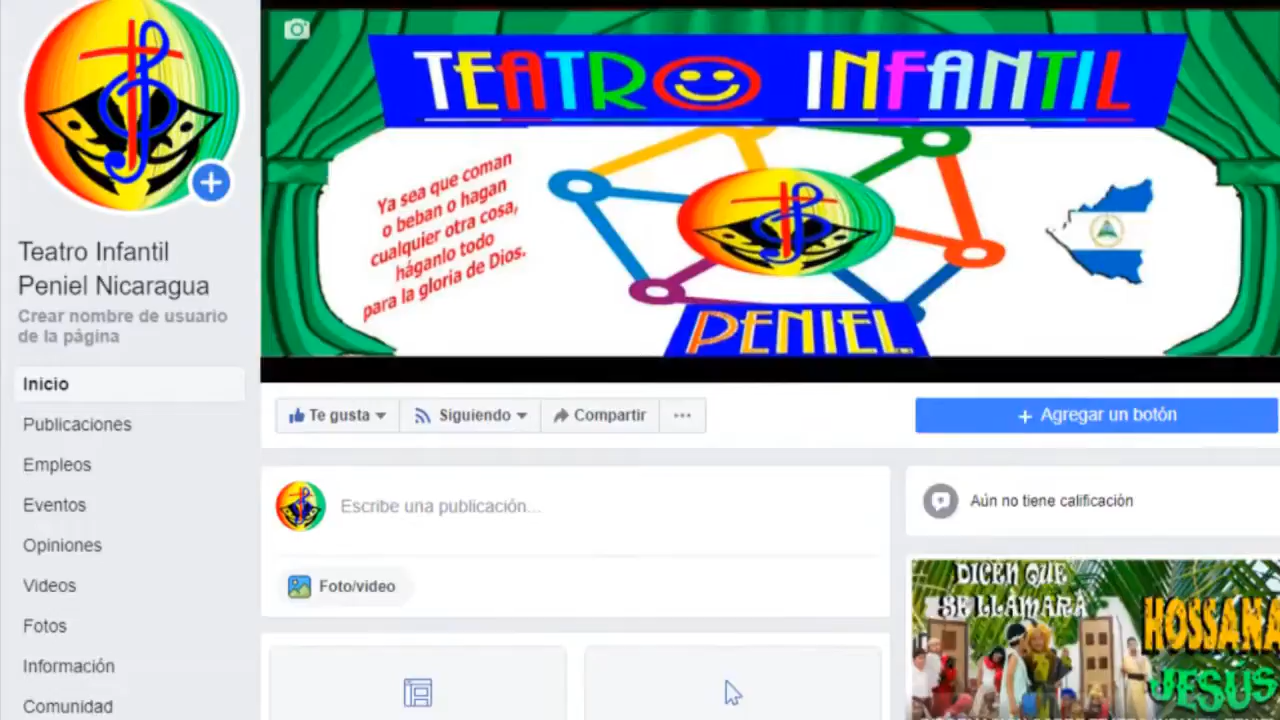 TEATRO INFANTIL
Ya sea que coman
o beban o hagan
cualquier otra cosa,
háganlo todo
para la gloria de Dios.
PENIEL
Teatro Infantil
Peniel Nicaragua
Crear nombre de usuario
de la página
Inicio
Publicaciones
Empleos
Eventos
Opiniones
Videos
Fotos
Información
Comunidad
Te gusta
Siguiendo
Compartir
...
+ Agregar un botón
Escribe una publicación...
Foto/video
Aún no tiene calificación
DICEN QUE
SE LLAMARÁ
HOSSANA
JESÚS